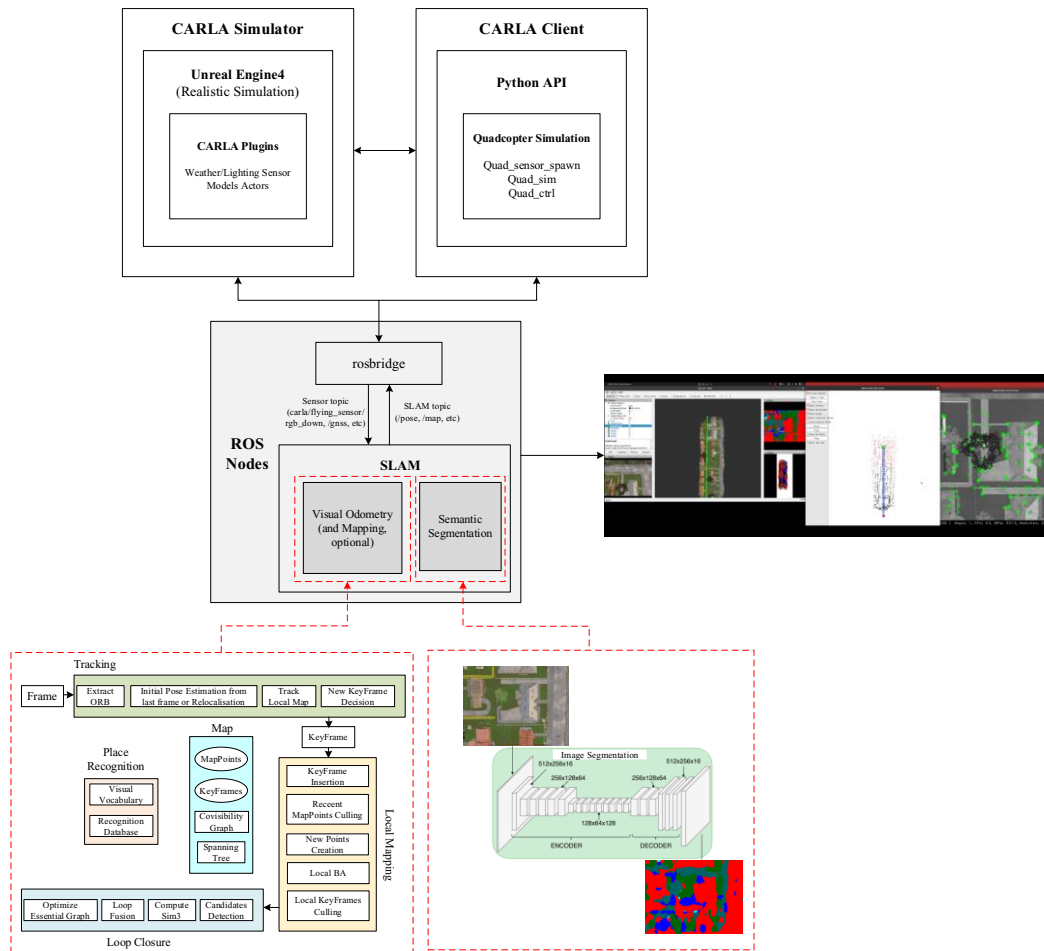 CARLA Simulator
Unreal Engine4
(Realistic Simulation)
CARLA Plugins
Weather/Lighting Sensor
Models Actors
CARLA Client
Python API
Quadcopter Simulation
Quad_sensor_spawn
Quad_sim
Quad_ctrl
rosbridge
Sensor topic
(carla/flying_sensor/
rgb_down, /gnss, etc)
SLAM topic
(/pose, /map, etc)
ROS
Nodes
SLAM
Visual Odometry
(and Mapping,
optional)
Semantic
Segmentation
Tracking
Frame
Extract
ORB
Initial Pose Estimation from
last frame or Relocalisation
Track
Local Map
New KeyFrame
Decision
KeyFrame
Map
MapPoints
KeyFrames
Covisibility
Graph
Spanning
Tree
Place
Recognition
Visual
Vocabulary
Recognition
Database
KeyFrame
Insertion
Receent
MapPoints Culling
New Points
Creation
Local BA
Local KeyFrames
Culling
Local Mapping
Optimize
Essential Graph
Loop
Fusion
Compute
Sim3
Candidates
Detection
Loop Closure
Image Segmentation
512x256x16
512x256x16
256x128x64
256x128x64
128x64x128
ENCODER
DECODER